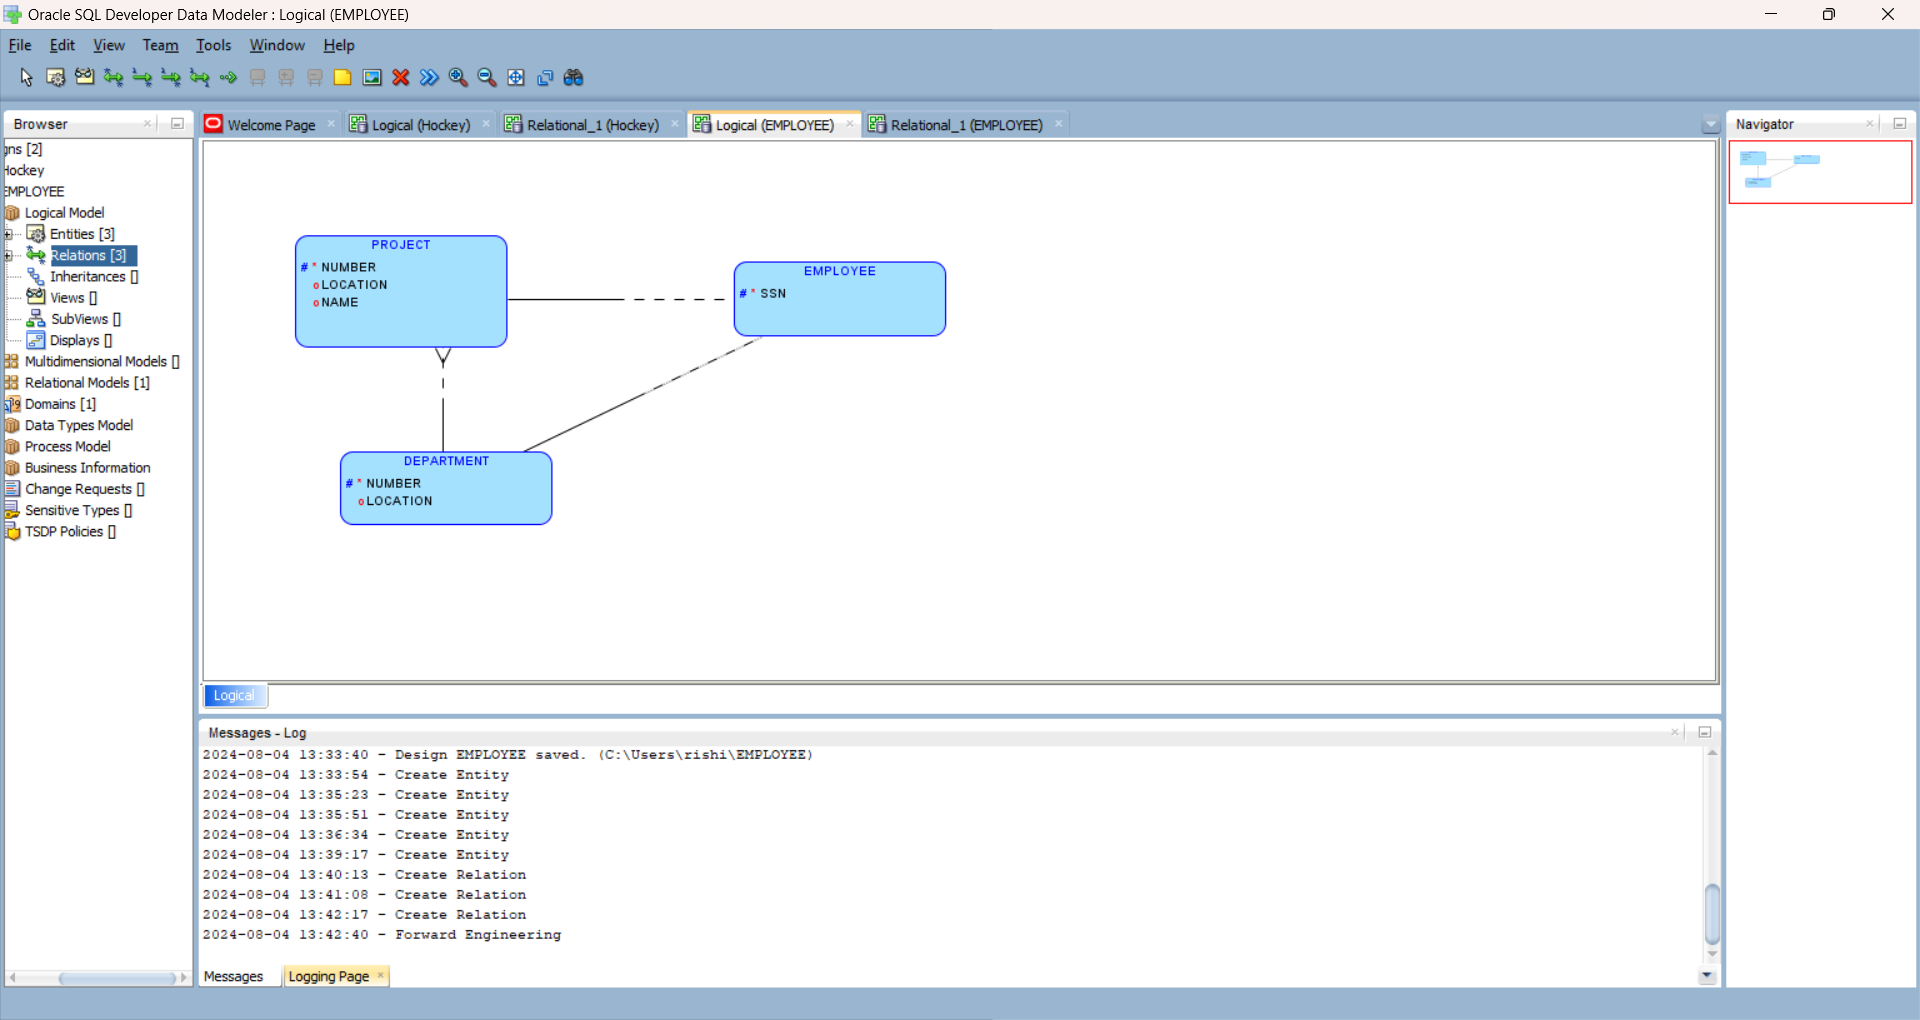 Oracle SQL Developer Data Modeler : Logical (EMPLOYEE)
File Edit View Team Tools Window Help
Browser
gns [2]
Hockey
EMPLOYEE
Logical Model
Entities [3]
Relations [3]
Inheritances []
Views []
SubViews []
Displays []
Multidimensional Models []
Relational Models [1]
Domains [1]
Data Types Model
Process Model
Business Information
Change Requests []
Sensitive Types []
TSDP Policies []
Welcome Page Logical (Hockey) Relational_1 (Hockey) Logical (EMPLOYEE) Relational_1 (EMPLOYEE)
PROJECT
# * NUMBER
o LOCATION
o NAME
EMPLOYEE
# * SSN
DEPARTMENT
# * NUMBER
o LOCATION
Logical
Navigator
Messages - Log
2024-08-04 13:33:40 - Design EMPLOYEE saved. (C:\Users\rishi\EMPLOYEE)
2024-08-04 13:33:54 - Create Entity
2024-08-04 13:35:23 - Create Entity
2024-08-04 13:35:51 - Create Entity
2024-08-04 13:36:34 - Create Entity
2024-08-04 13:39:17 - Create Entity
2024-08-04 13:40:13 - Create Relation
2024-08-04 13:41:08 - Create Relation
2024-08-04 13:42:17 - Create Relation
2024-08-04 13:42:40 - Forward Engineering
Messages Logging Page